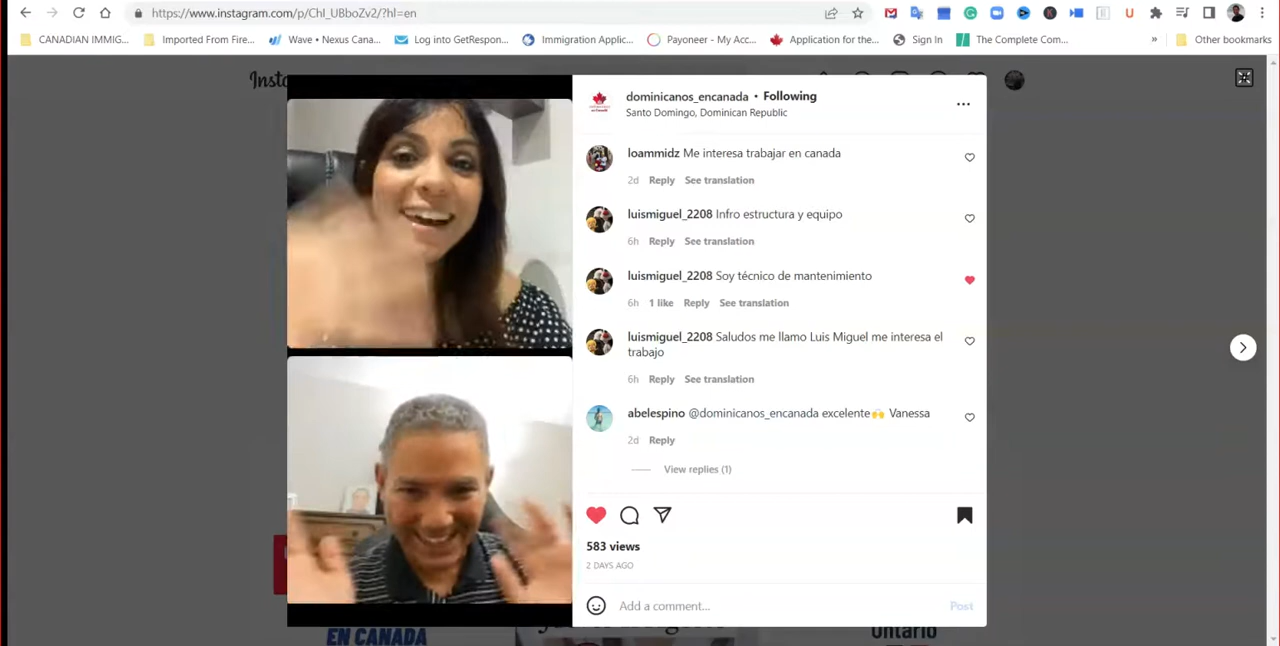 https://www.instagram.com/p/ChI_UBboZv2/?hl=en
CANADIAN IMMIG...
Imported From Fire...
Wave • Nexus Cana...
Log into GetRespon...
Immigration Applic...
Payoneer - My Acc...
Application for the...
Sign In
The Complete Com...
»
Other bookmarks
dominicanos_encanada • Following
Santo Domingo, Dominican Republic
loammidz Me interesa trabajar en canada
2d Reply See translation
luismiguel_2208 Infro estructura y equipo
6h Reply See translation
luismiguel_2208 Soy técnico de mantenimiento
6h 1 like Reply See translation
luismiguel_2208 Saludos me llamo Luis Miguel me interesa el
trabajo
6h Reply See translation
abelespino @dominicanos_encanada excelente🙌 Vanessa
2d Reply
View replies (1)
583 views
2 DAYS AGO
Add a comment...
Post
EN CANADA
Ontario